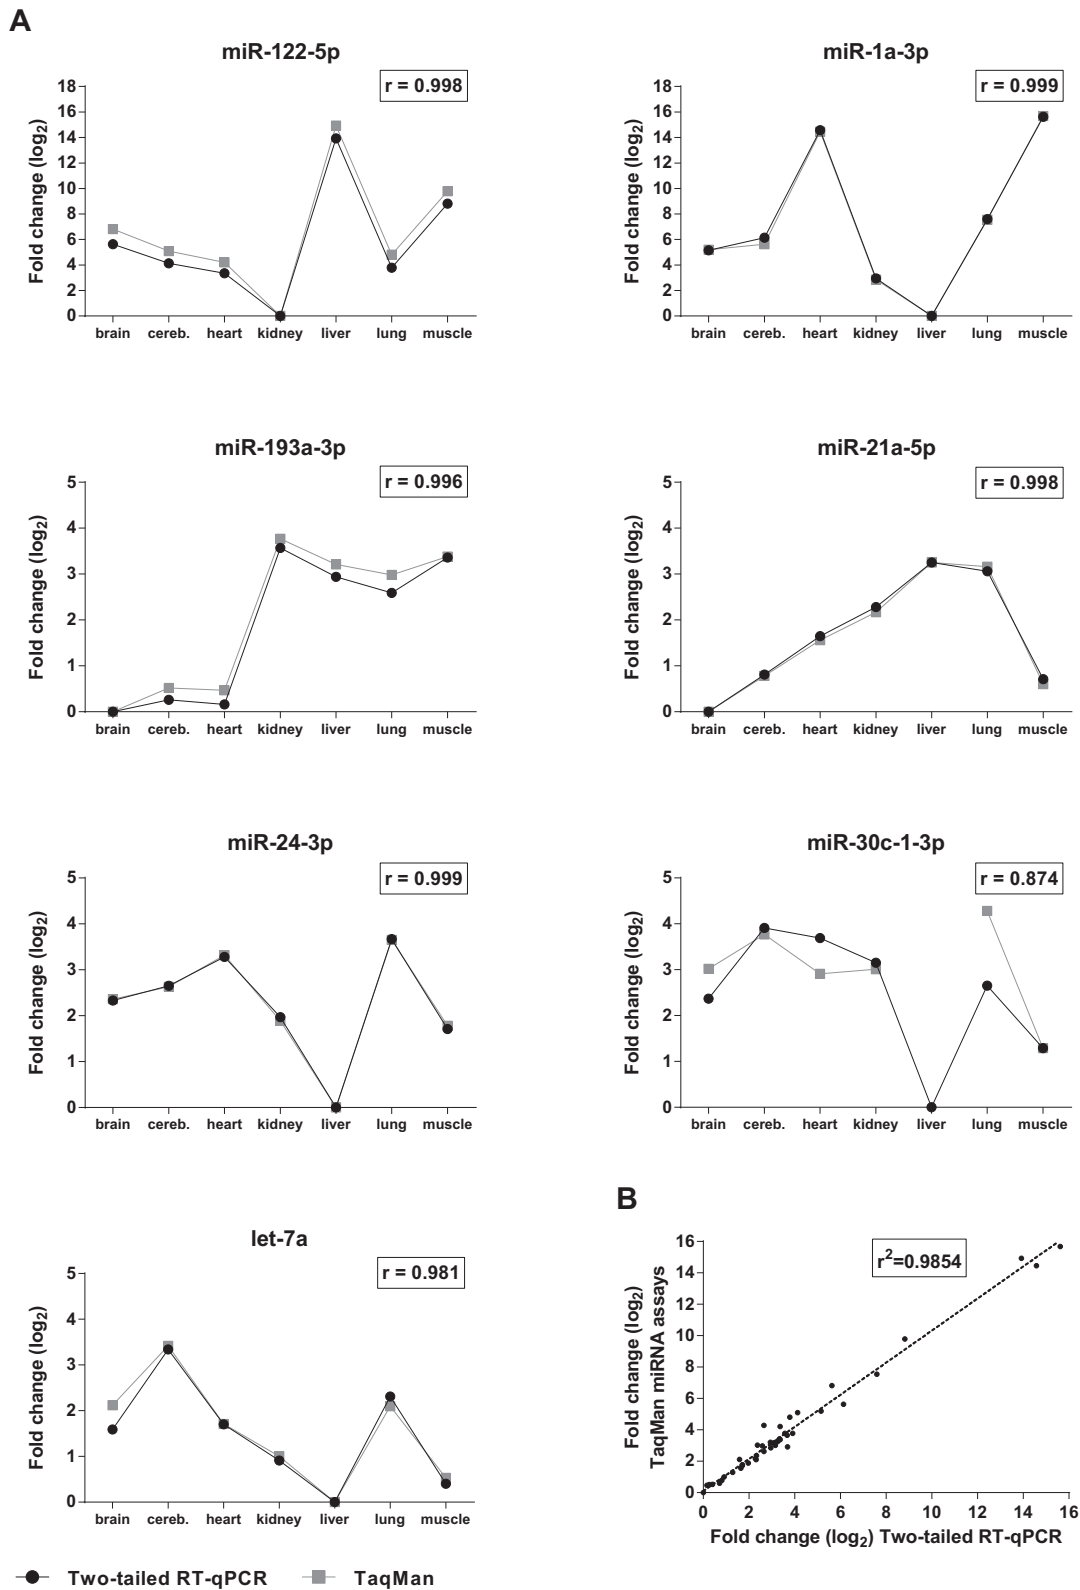 A
miR-122-5p
r = 0.998
Fold change (log2)
18
16
14
12
10
8
6
4
2
0
brain cereb. heart kidney liver lung muscle
miR-1a-3p
r = 0.999
Fold change (log2)
18
16
14
12
10
8
6
4
2
0
brain cereb. heart kidney liver lung muscle
miR-193a-3p
r = 0.996
Fold change (log2)
5
4
3
2
1
0
brain cereb. heart kidney liver lung muscle
miR-21a-5p
r = 0.998
Fold change (log2)
5
4
3
2
1
0
brain cereb. heart kidney liver lung muscle
miR-24-3p
r = 0.999
Fold change (log2)
5
4
3
2
1
0
brain cereb. heart kidney liver lung muscle
miR-30c-1-3p
r = 0.874
Fold change (log2)
5
4
3
2
1
0
brain cereb. heart kidney liver lung muscle
let-7a
r = 0.981
Fold change (log2)
5
4
3
2
1
0
brain cereb. heart kidney liver lung muscle
B
r2=0.9854
Fold change (log2)
TaqMan miRNA assays
16
14
12
10
8
6
4
2
0
0 2 4 6 8 10 12 14 16
Fold change (log2) Two-tailed RT-qPCR
Two-tailed RT-qPCR TaqMan